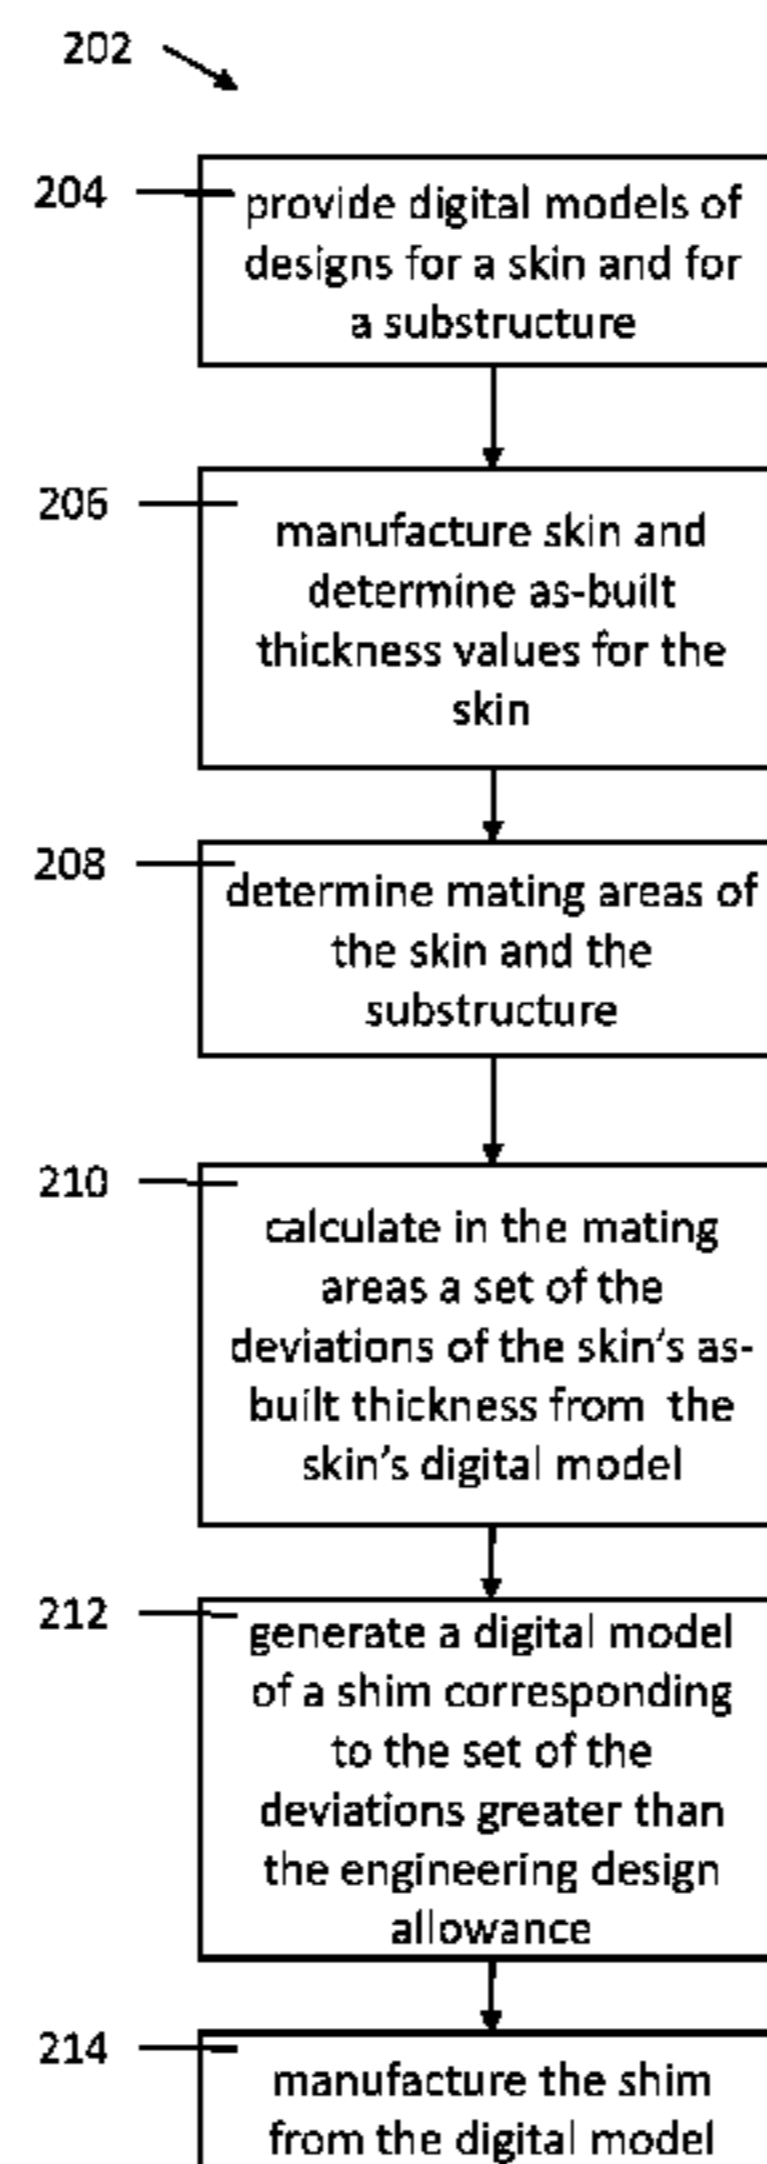 202
204
provide digital models of
designs for a skin and for
a substructure
206
manufacture skin and
determine as-built
thickness values for the
skin
208
determine mating areas of
the skin and the
substructure
210
calculate in the mating
areas a set of the
deviations of the skin's as-
built thickness from the
skin's digital model
212
generate a digital model
of a shim corresponding
to the set of the
deviations greater than
the engineering design
allowance
214
manufacture the shim
from the digital model